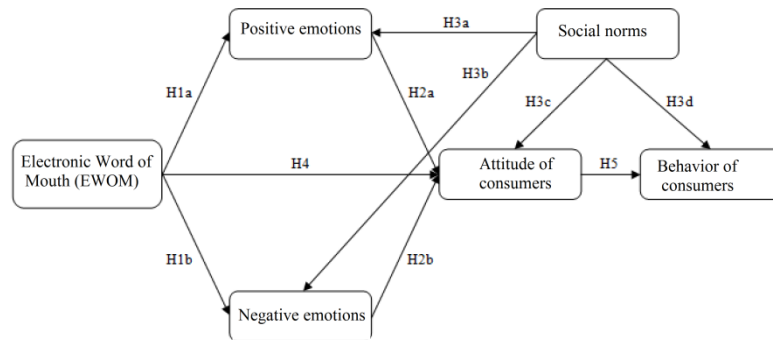 Positive emotions
H3a
Social norms
H3b
H1a
H2a
H3c
H3d
Electronic Word of
Mouth (EWOM)
H4
Attitude of
consumers
H5
Behavior of
consumers
H1b
H2b
Negative emotions